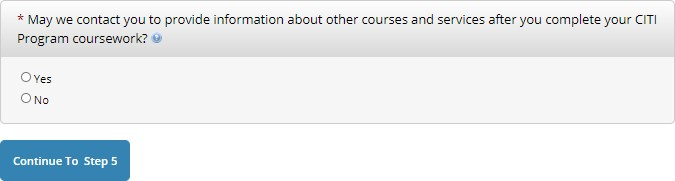 * May we contact you to provide information about other courses and services after you complete your CITI
Program coursework?
Yes
No
Continue To Step 5